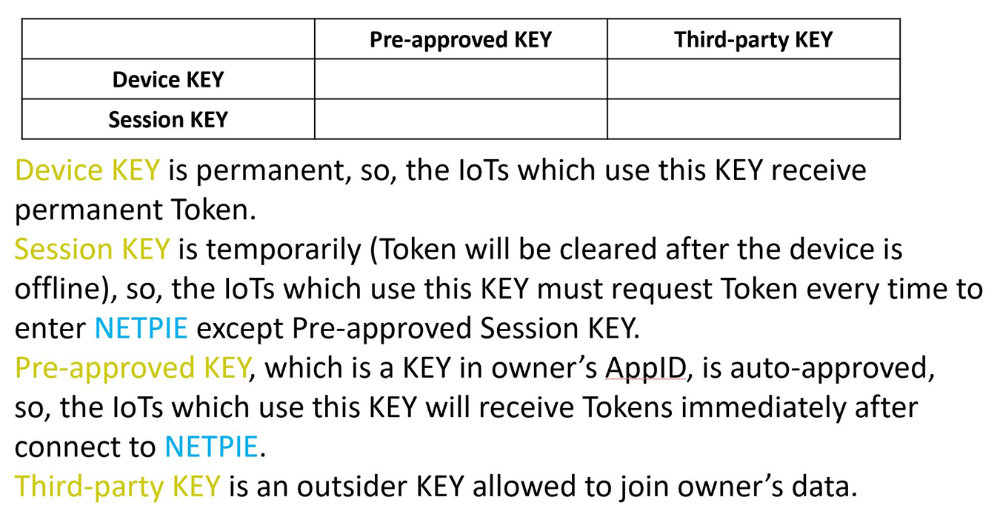 Pre-approved KEY Third-party KEY
Device KEY
Session KEY
Device KEY is permanent, so, the IoTs which use this KEY receive
permanent Token.
Session KEY is temporarily (Token will be cleared after the device is
offline), so, the IoTs which use this KEY must request Token every time to
enter NETPIE except Pre-approved Session KEY.
Pre-approved KEY, which is a KEY in owner’s AppID, is auto-approved,
so, the IoTs which use this KEY will receive Tokens immediately after
connect to NETPIE.
Third-party KEY is an outsider KEY allowed to join owner’s data.